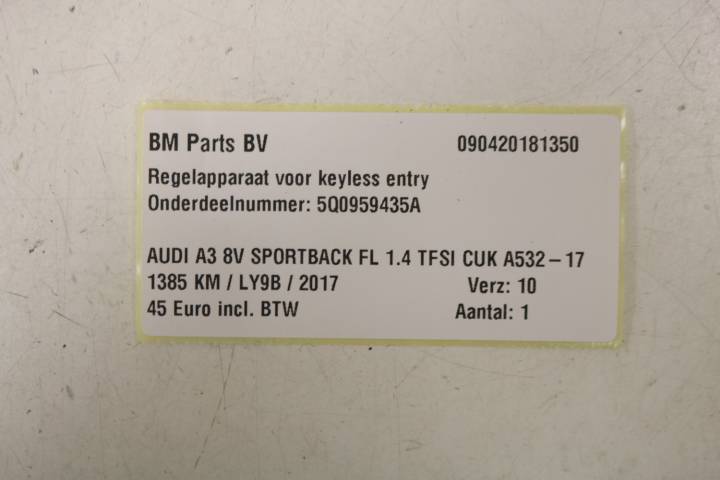 BM Parts BV 090420181350
Regelapparaat voor keyless entry
Onderdeelnummer: 5Q0959435A
AUDI A3 8V SPORTBACK FL 1.4 TFSI CUK A532-17
1385 KM / LY9B / 2017 Verz: 10
45 Euro incl. BTW Aantal: 1